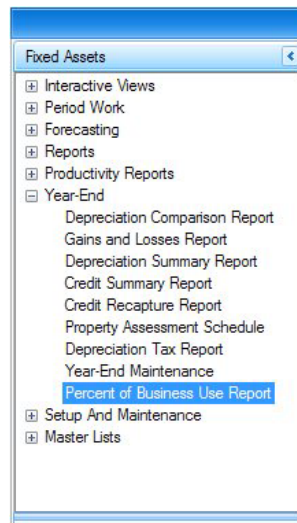 Fixed Assets
Interactive Views
Period Work
Forecasting
Reports
Productivity Reports
Year-End
Depreciation Comparison Report
Gains and Losses Report
Depreciation Summary Report
Credit Summary Report
Credit Recapture Report
Property Assessment Schedule
Depreciation Tax Report
Year-End Maintenance
Percent of Business Use Report
Setup And Maintenance
Master Lists